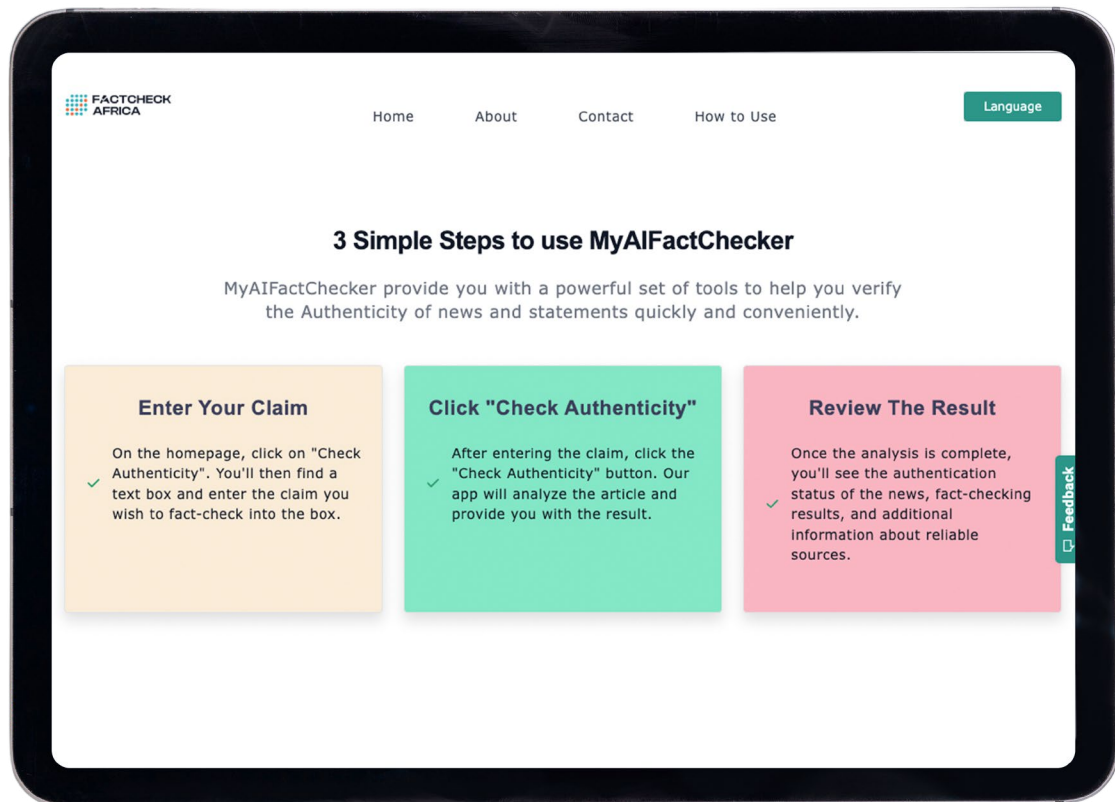 FACTCHECK
AFRICA
Home
About
Contact
How to Use
Language
3 Simple Steps to use MyAIFactChecker
MyAIFactChecker provide you with a powerful set of tools to help you verify
the Authenticity of news and statements quickly and conveniently.
Enter Your Claim
On the homepage, click on "Check
Authenticity". You'll then find a
text box and enter the claim you
wish to fact-check into the box.
Click "Check Authenticity"
After entering the claim, click the
"Check Authenticity" button. Our
app will analyze the article and
provide you with the result.
Review The Result
Once the analysis is complete,
you'll see the authentication
status of the news, fact-checking
results, and additional
information about reliable
sources.
Feedback